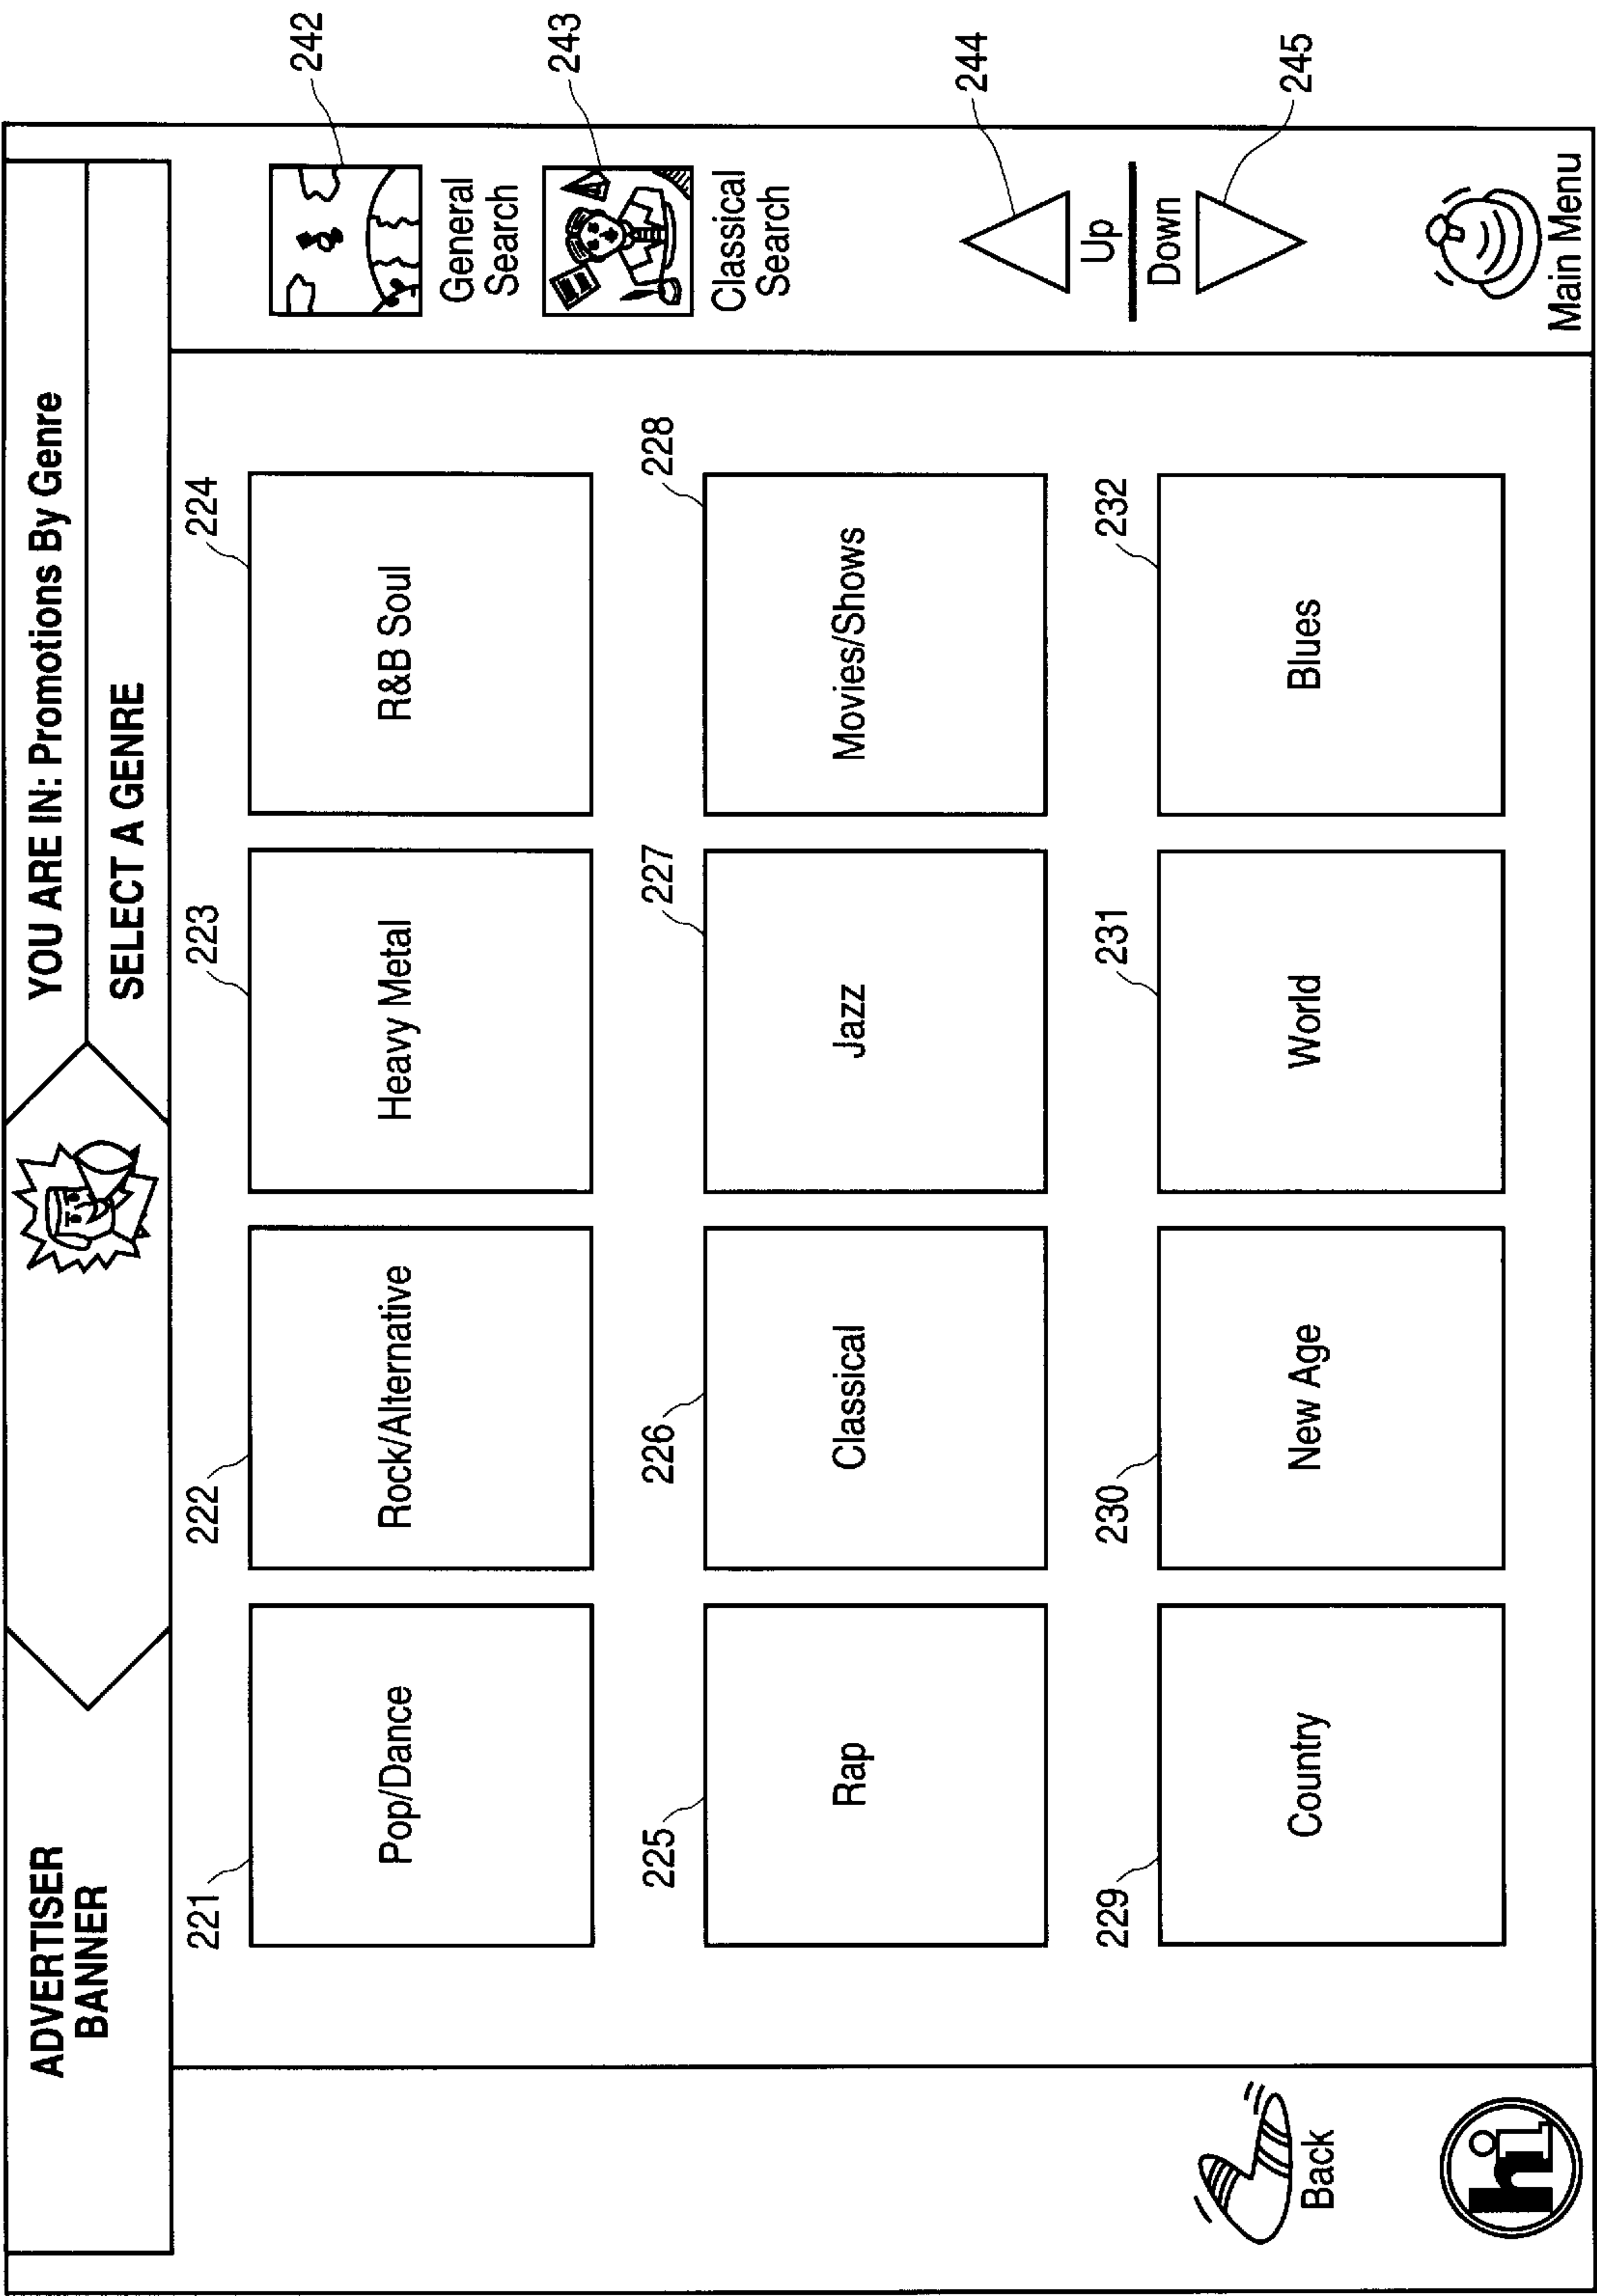 ADVERTISER
BANNER
YOU ARE IN: Promotions By Genre
SELECT A GENRE
221
222
223
224
Pop/Dance
Rock/Alternative
Heavy Metal
R&B Soul
225
226
227
228
Rap
Classical
Jazz
Movies/Shows
229
230
231
232
Country
New Age
World
Blues
242
General
Search
243
Classical
Search
244
Up
Down
245
Back
hi
Main Menu